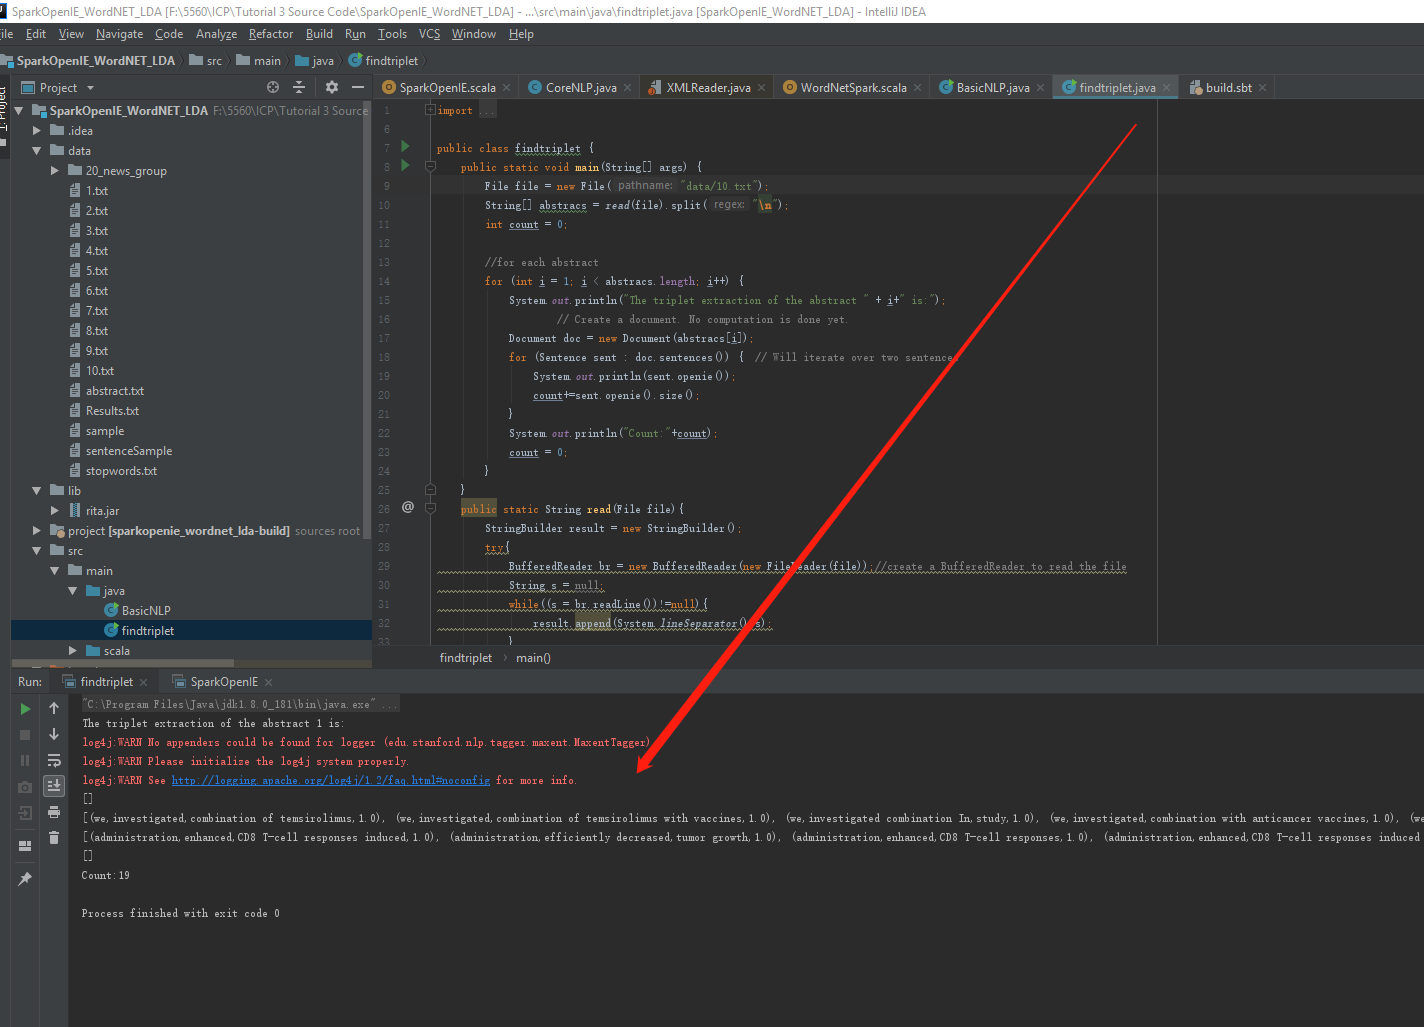 SparkOpenIE_WordNET_LDA [F:\5560\ICP\Tutorial 3 Source Code\SparkOpenIE_WordNET_LDA] - ...\src\main\java\findtriplet.java [SparkOpenIE_WordNET_LDA] - IntelliJ IDEA
ile Edit View Navigate Code Analyze Refactor Build Run Tools VCS Window Help
SparkOpenIE_WordNET_LDA src main java findtriplet
1: Project
Project
SparkOpenIE.scala CoreNLP.java XMLReader.java WordNetSpark.scala BasicNLP.java findtriplet.java build.sbt
SparkOpenIE_WordNET_LDA F:\5560\ICP\Tutorial 3 Source
.idea
data
20_news_group
1.txt
2.txt
3.txt
4.txt
5.txt
6.txt
7.txt
8.txt
9.txt
10.txt
abstract.txt
Results.txt
sample
sentenceSample
stopwords.txt
lib
rita.jar
project [sparkopenie_wordnet_lda-build] sources root
src
main
java
BasicNLP
findtriplet
scala
1 import ...
6
7 public class findtriplet {
8 public static void main(String[] args) {
9 File file = new File( pathname: "data/10.txt");
10 String[] abstracs = read(file).split( regex: "\n");
11 int count = 0;
12
13 //for each abstract
14 for (int i = 1; i < abstracs.length; i++) {
15 System.out.println("The triplet extraction of the abstract " + i+" is:");
16 // Create a document. No computation is done yet.
17 Document doc = new Document(abstracs[i]);
18 for (Sentence sent : doc.sentences()) { // Will iterate over two sentences
19 System.out.println(sent.openie());
20 count+=sent.openie().size();
21 }
22 System.out.println("Count:"+count);
23 count = 0;
24 }
25 }
26 @ public static String read(File file){
27 StringBuilder result = new StringBuilder();
28 try{
29 BufferedReader br = new BufferedReader(new FileReader(file));//create a BufferedReader to read the file
30 String s = null;
31 while((s = br.readLine())!=null){
32 result.append(System.lineSeparator()+s);
33 }
findtriplet main()
Run: findtriplet SparkOpenIE
"C:\Program Files\Java\jdk1.8.0_181\bin\java.exe" ...
The triplet extraction of the abstract 1 is:
log4j:WARN No appenders could be found for logger (edu.stanford.nlp.tagger.maxent.MaxentTagger)
log4j:WARN Please initialize the log4j system properly.
log4j:WARN See http://logging.apache.org/log4j/1.2/faq.html#noconfig for more info.
[]
[(we,investigated,combination of temsirolimus,1.0), (we,investigated,combination of temsirolimus with vaccines,1.0), (we,investigated combination In,study,1.0), (we,investigated,combination with anticancer vaccines,1.0), (we
[(administration,enhanced,CD8 T-cell responses induced,1.0), (administration,efficiently decreased,tumor growth,1.0), (administration,enhanced,CD8 T-cell responses,1.0), (administration,enhanced,CD8 T-cell responses induced
[]
Count:19
Process finished with exit code 0